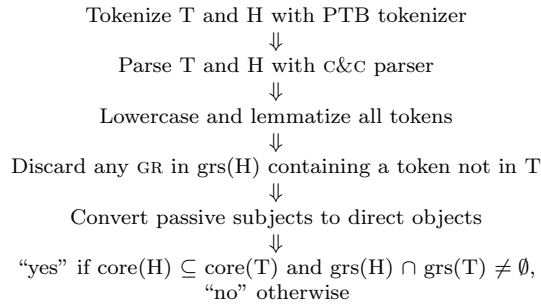 Tokenize T and H with PTB tokenizer
⇓
Parse T and H with C&C parser
⇓
Lowercase and lemmatize all tokens
⇓
Discard any GR in grs(H) containing a token not in T
⇓
Convert passive subjects to direct objects
⇓
“yes” if core(H) ⊆ core(T) and grs(H) ∩ grs(T) ≠ ∅,
“no” otherwise